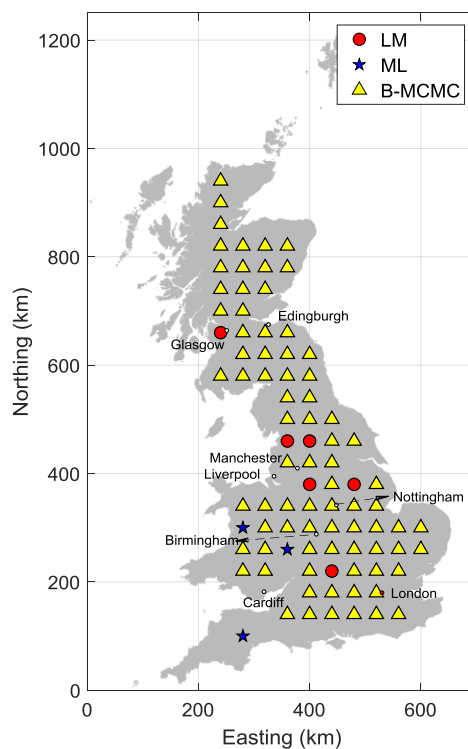 1200
LM
ML
B-MCMC
1000
800
Edingburgh
Glasgow
600
Northing (km)
Manchester
Liverpool
400
Nottingham
Birmingham
200
Cardiff
London
0
0 200 400 600
Easting (km)